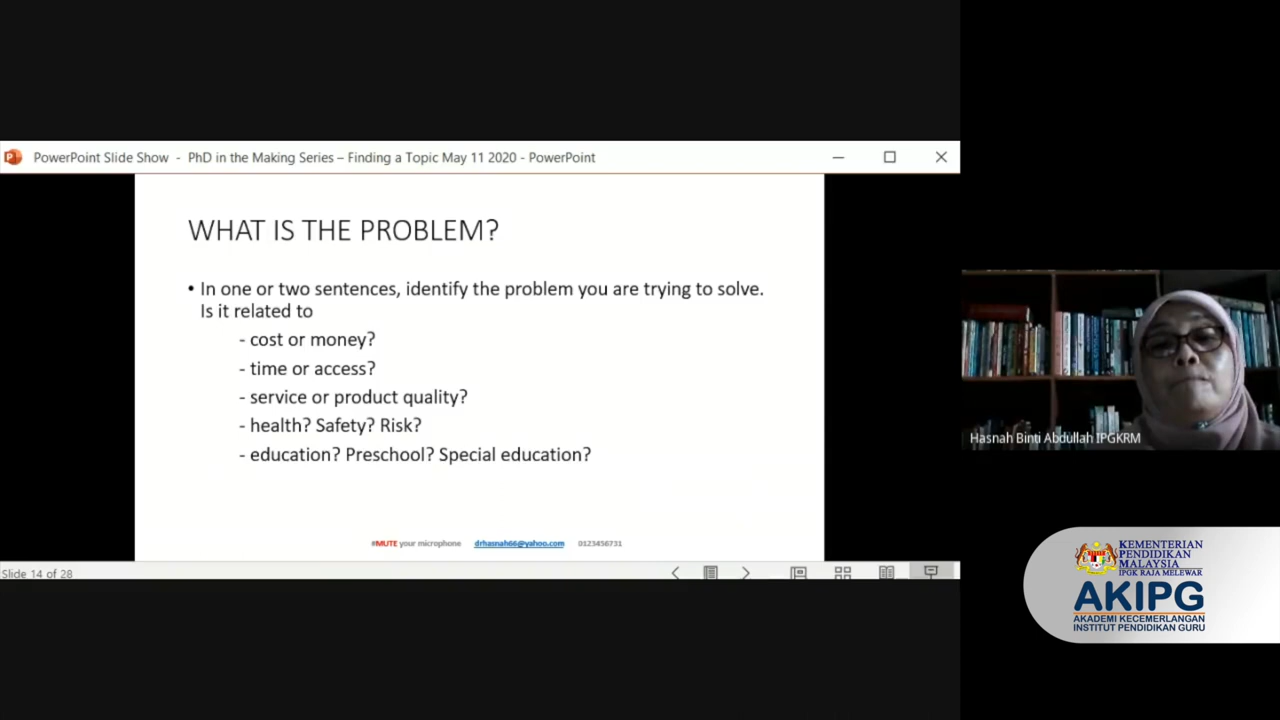 PowerPoint Slide Show - PhD in the Making Series – Finding a Topic May 11 2020 - PowerPoint
WHAT IS THE PROBLEM?
• In one or two sentences, identify the problem you are trying to solve.
Is it related to
- cost or money?
- time or access?
- service or product quality?
- health? Safety? Risk?
- education? Preschool? Special education?
#MUTE your microphone drhasnah66@yahoo.com 0123456731
Slide 14 of 28
Hasnah Binti Abdullah IPGKRM
KEMENTERIAN
PENDIDIKAN
MALAYSIA
IPGK RAJA MELEWAR
AKIPG
AKADEMI KECEMERLANGAN
INSTITUT PENDIDIKAN GURU